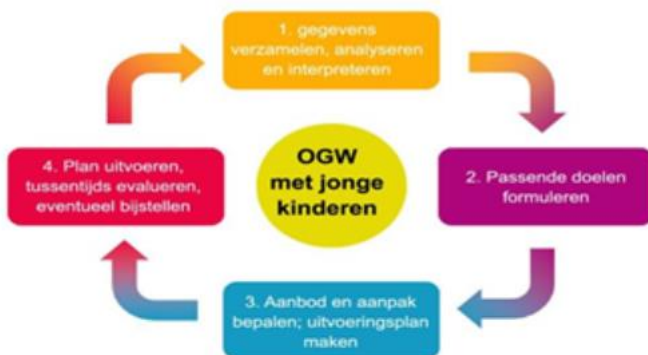 1. gegevens
verzamelen, analyseren
en interpreteren
OGW
met jonge
kinderen
2. Passende doelen
formuleren
3. Aanbod en aanpak
bepalen; uitvoeringsplan
maken
4. Plan uitvoeren,
tussentijds evalueren,
eventueel bijstellen